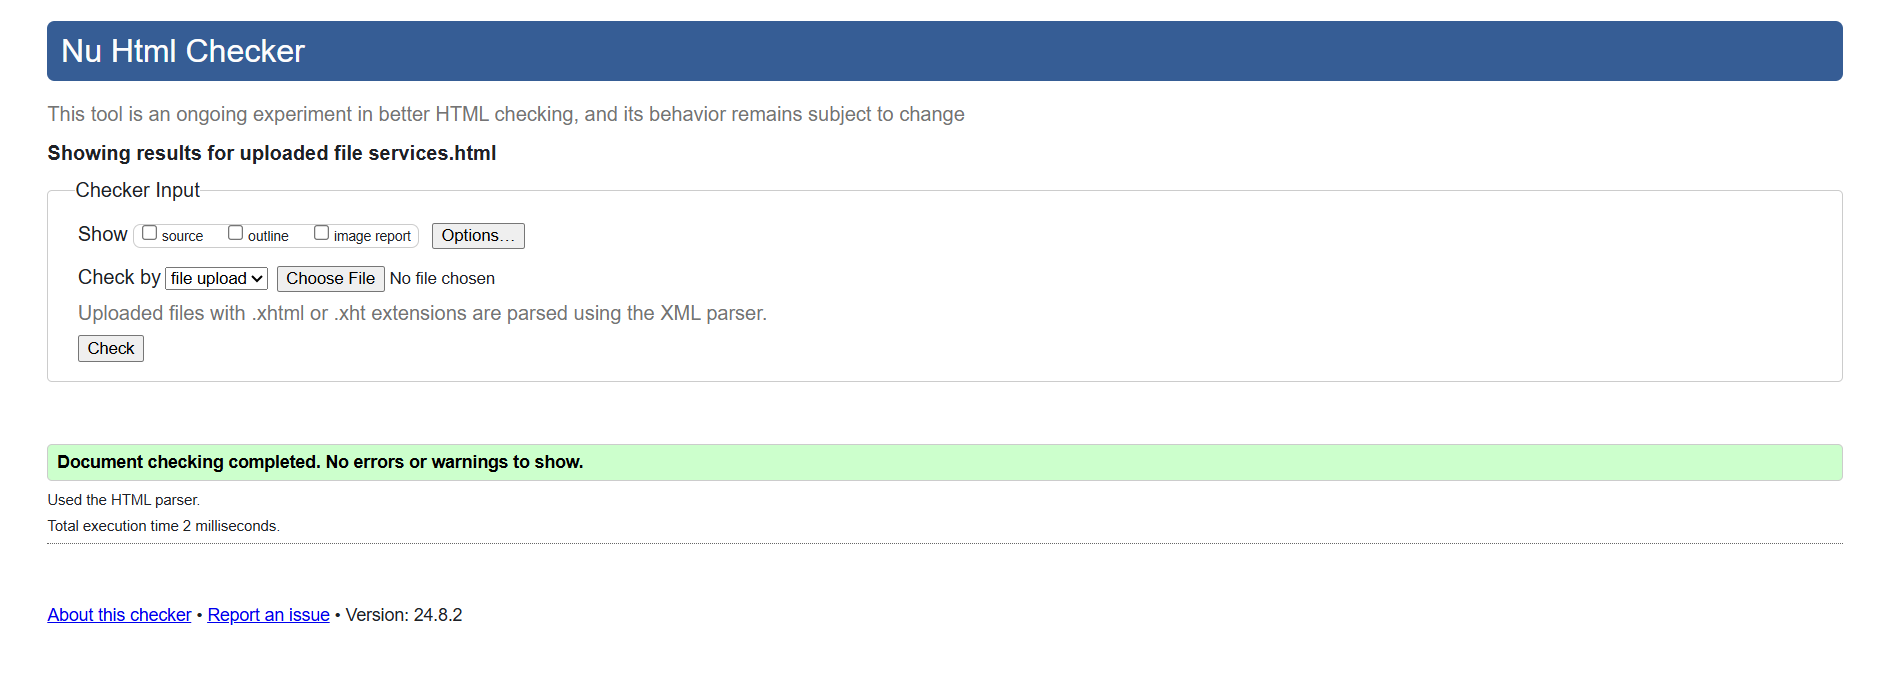 Nu Html Checker
This tool is an ongoing experiment in better HTML checking, and its behavior remains subject to change
Showing results for uploaded file services.html
Checker Input
Show source outline image report Options...
Check by file upload Choose File No file chosen
Uploaded files with .xhtml or .xht extensions are parsed using the XML parser.
Check
Document checking completed. No errors or warnings to show.
Used the HTML parser.
Total execution time 2 milliseconds.
About this checker • Report an issue • Version: 24.8.2